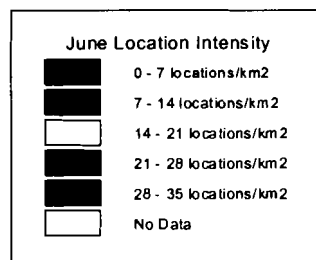 June Location Intensity
0 - 7 locations/km2
7 - 14 locations/km2
14 - 21 locations/km2
21 - 28 locations/km2
28 - 35 locations/km2
No Data